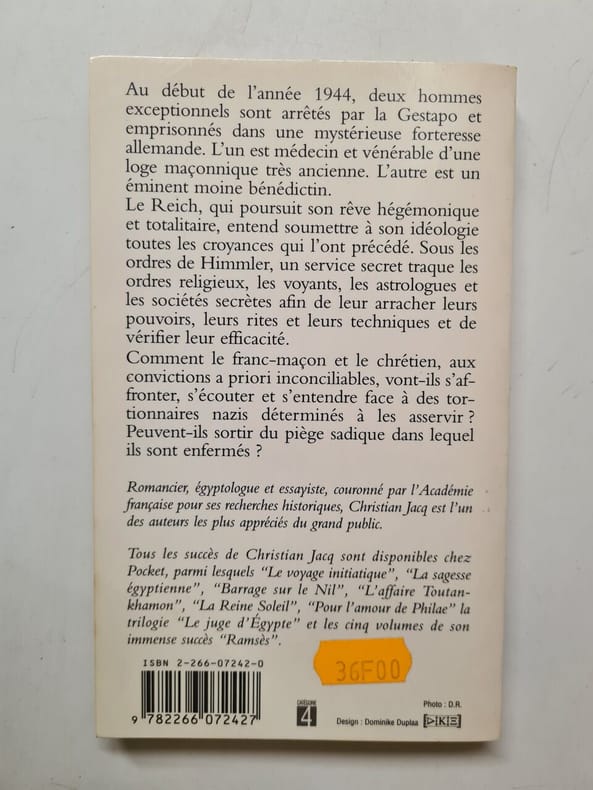 Au début de l'année 1944, deux hommes
exceptionnels sont arrêtés par la Gestapo et
emprisonnés dans une mystérieuse forteresse
allemande. L'un est médecin et vénérable d'une
loge maçonnique très ancienne. L'autre est un
éminent moine bénédictin.
Le Reich, qui poursuit son rêve hégémonique
et totalitaire, entend soumettre à son idéologie
toutes les croyances qui l'ont précédé. Sous les
ordres de Himmler, un service secret traque les
ordres religieux, les voyants, les astrologues et
les sociétés secrètes afin de leur arracher leurs
pouvoirs, leurs rites et leurs techniques et de
vérifier leur efficacité.
Comment le franc-maçon et le chrétien, aux
convictions a priori inconciliables, vont-ils s'af-
fronter, s'écouter et s'entendre face à des tor-
tionnaires nazis déterminés à les asservir ?
Peuvent-ils sortir du piège sadique dans lequel
ils sont enfermés ?
Romancier, égyptologue et essayiste, couronné par l'Académie
française pour ses recherches historiques, Christian Jacq est l'un
des auteurs les plus appréciés du grand public.
Tous les succès de Christian Jacq sont disponibles chez
Pocket, parmi lesquels "Le voyage initiatique", "La sagesse
égyptienne", "Barrage sur le Nil", "L'affaire Toutan-
khamon", "La Reine Soleil", "Pour l'amour de Philae" la
trilogie "Le juge d'Égypte" et les cinq volumes de son
immense succès "Ramsès".
ISBN 2-266-07242-0
36F00
9 782266 072427
CATÉGORIE
4
Photo : D.R.
Design : Dominike Duplaa